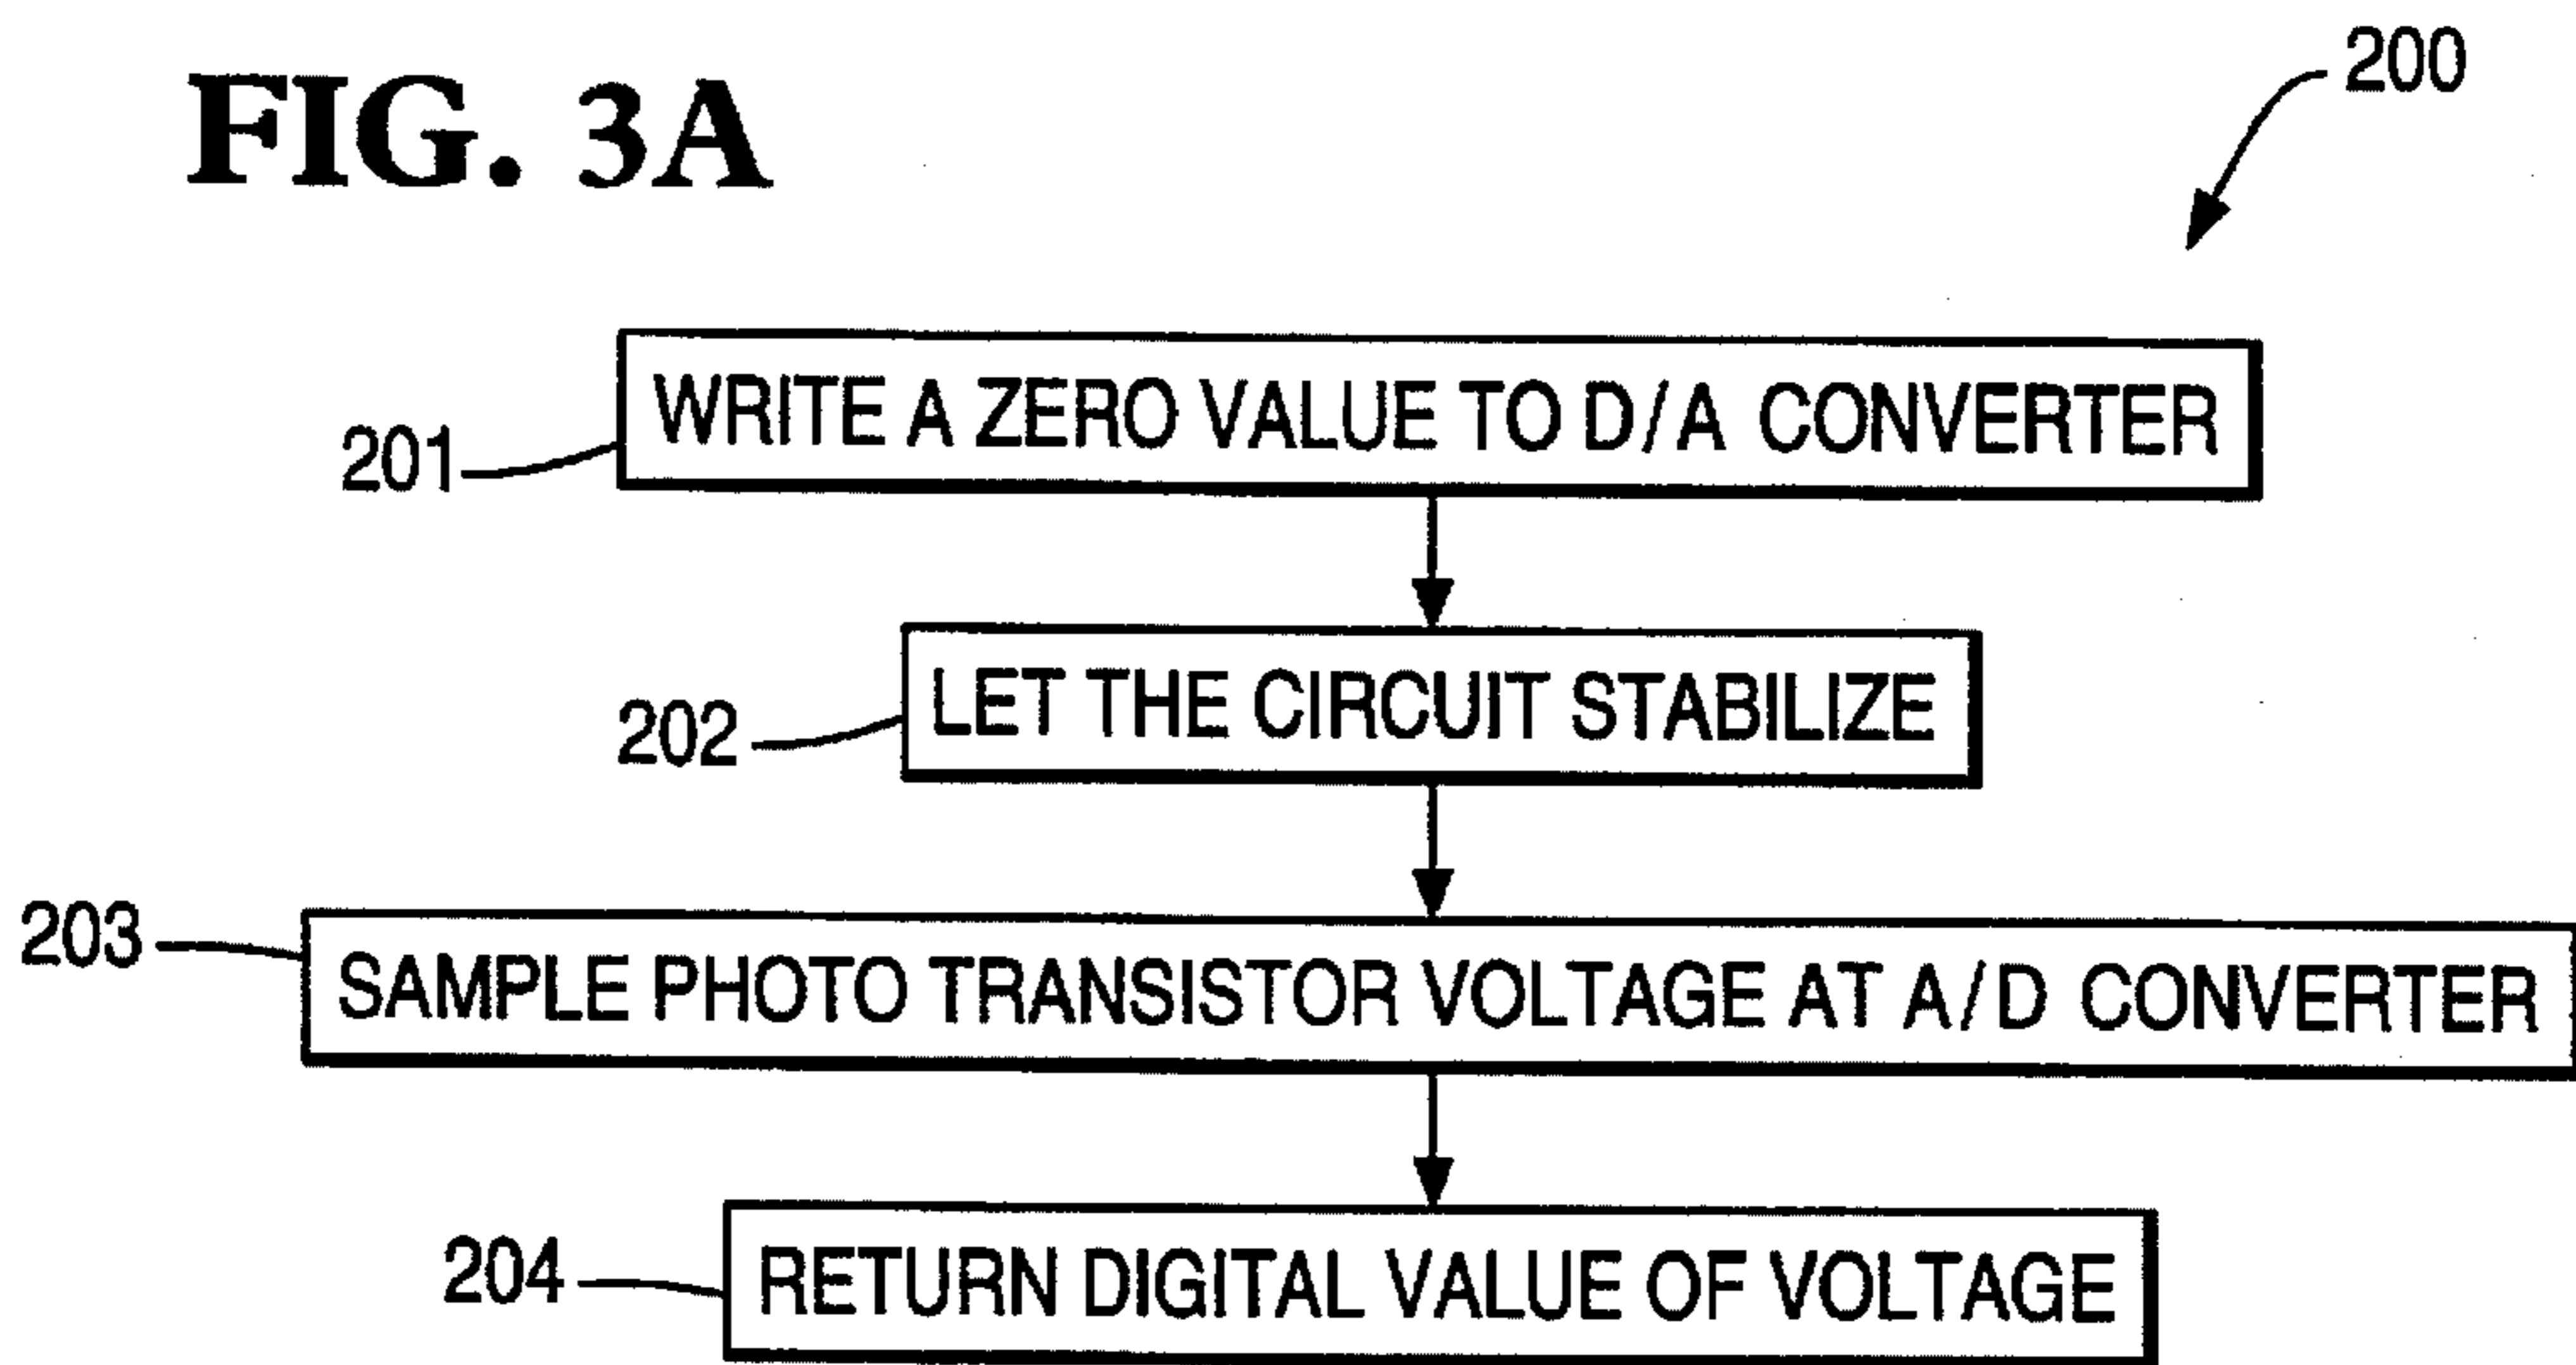 FIG. 3A
200
201
WRITE A ZERO VALUE TO D/A CONVERTER
202
LET THE CIRCUIT STABILIZE
203
SAMPLE PHOTO TRANSISTOR VOLTAGE AT A/D CONVERTER
204
RETURN DIGITAL VALUE OF VOLTAGE